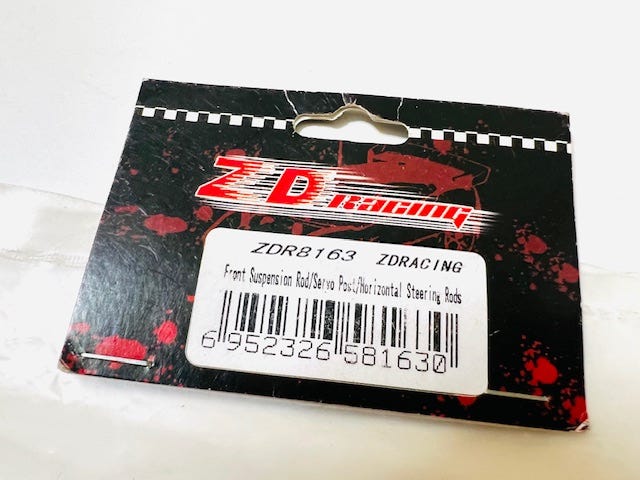 ZD Racing
ZDR8163 ZDRACING
Front Suspension Rod/Servo Post/Horizontal Steering Rods
6 952326 581630